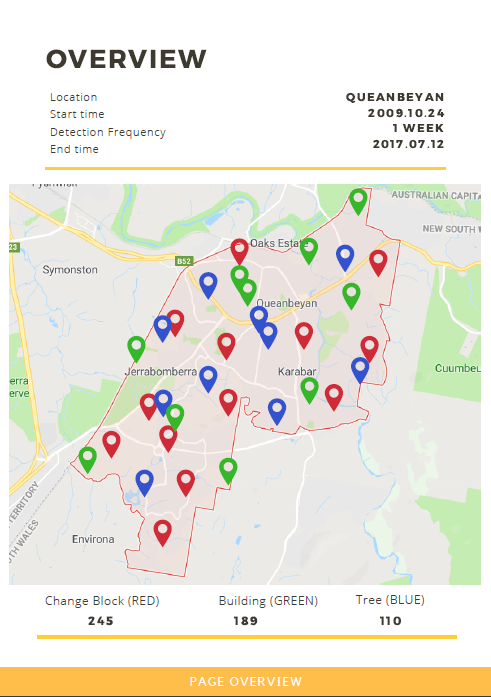 OVERVIEW
Location QUEANBEYAN
Start time 2009.10.24
Detection Frequency 1 WEEK
End time 2017.07.12
AUSTRALIAN CAPITA
NEW SOUTH W
Oaks Estate
23
B52
Symonston
Queanbeyan
Jerrabomberra
Karabar
Cuumbeu
erra
erve
TERRITORY
TH WALES
Environa
Change Block (RED) Building (GREEN) Tree (BLUE)
245 189 110
PAGE OVERVIEW